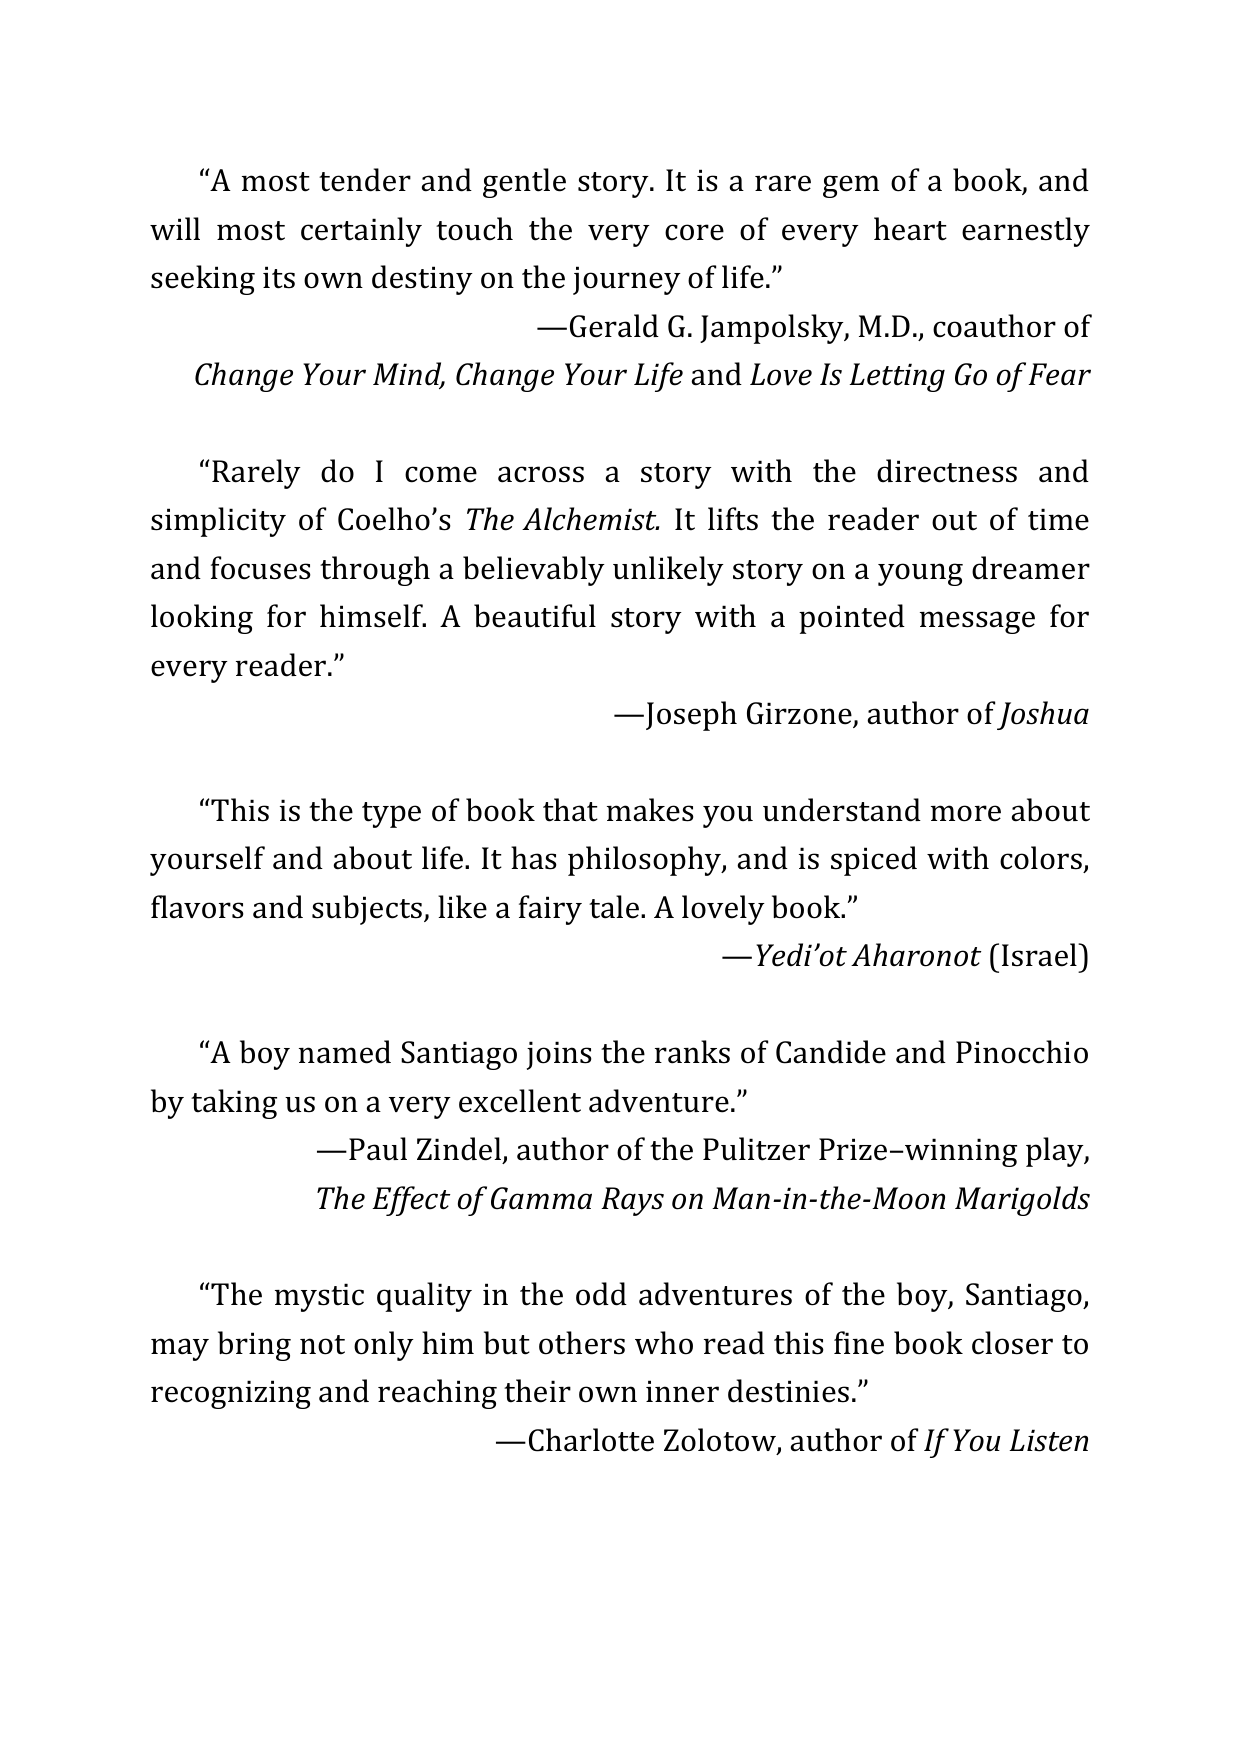 “A most tender and gentle story. It is a rare gem of a book, and
will most certainly touch the very core of every heart earnestly
seeking its own destiny on the journey of life.”
—Gerald G. Jampolsky, M.D., coauthor of
Change Your Mind, Change Your Life and Love Is Letting Go of Fear
“Rarely do I come across a story with the directness and
simplicity of Coelho’s The Alchemist. It lifts the reader out of time
and focuses through a believably unlikely story on a young dreamer
looking for himself. A beautiful story with a pointed message for
every reader.”
—Joseph Girzone, author of Joshua
“This is the type of book that makes you understand more about
yourself and about life. It has philosophy, and is spiced with colors,
flavors and subjects, like a fairy tale. A lovely book.”
—Yedi’ot Aharonot (Israel)
“A boy named Santiago joins the ranks of Candide and Pinocchio
by taking us on a very excellent adventure.”
—Paul Zindel, author of the Pulitzer Prize–winning play,
The Effect of Gamma Rays on Man-in-the-Moon Marigolds
“The mystic quality in the odd adventures of the boy, Santiago,
may bring not only him but others who read this fine book closer to
recognizing and reaching their own inner destinies.”
—Charlotte Zolotow, author of If You Listen